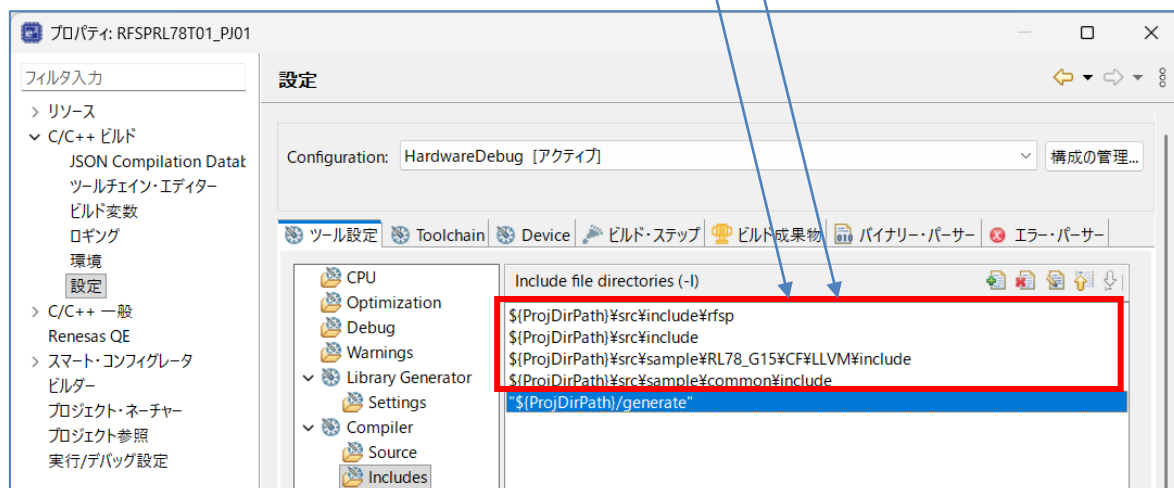 プロパティ: RFSPRL78T01_PJ01
フィルタ入力
設定
リソース
C/C++ ビルド
JSON Compilation Datab
ツールチェイン・エディター
ビルド変数
ロギング
環境
設定
C/C++ 一般
Renesas QE
スマート・コンフィグレータ
ビルダー
プロジェクト・ネーチャー
プロジェクト参照
実行/デバッグ設定
Configuration: HardwareDebug [アクティブ] 構成の管理...
ツール設定 Toolchain Device ビルド・ステップ ビルド成果物 バイナリー・パーサー エラー・パーサー
CPU
Optimization
Debug
Warnings
Library Generator
Settings
Compiler
Source
Includes
Include file directories (-I)
${ProjDirPath}¥src¥include¥rfsp
${ProjDirPath}¥src¥include
${ProjDirPath}¥src¥sample¥RL78_G15¥CF¥LLVM¥include
${ProjDirPath}¥src¥sample¥common¥include
"${ProjDirPath}/generate"